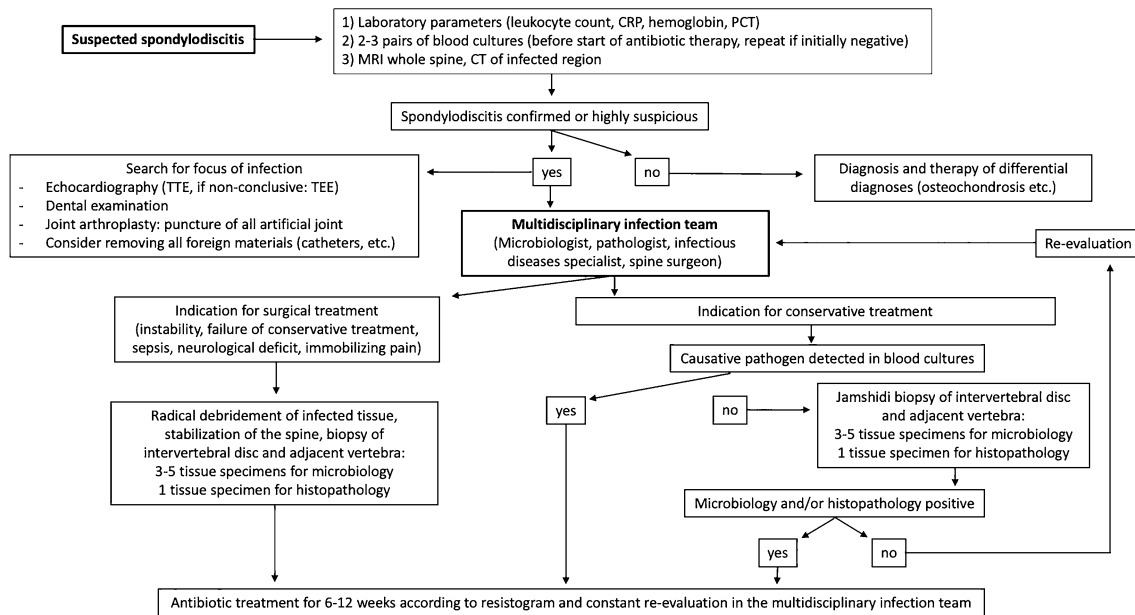 Suspected spondylodiscitis
1) Laboratory parameters (leukocyte count, CRP, hemoglobin, PCT)
2) 2-3 pairs of blood cultures (before start of antibiotic therapy, repeat if initially negative)
3) MRI whole spine, CT of infected region
Spondylodiscitis confirmed or highly suspicious
Search for focus of infection
- Echocardiography (TTE, if non-conclusive: TEE)
- Dental examination
- Joint arthroplasty: puncture of all artificial joint
- Consider removing all foreign materials (catheters, etc.)
yes
no
Diagnosis and therapy of differential
diagnoses (osteochondrosis etc.)
Multidisciplinary infection team
(Microbiologist, pathologist, infectious
diseases specialist, spine surgeon)
Re-evaluation
Indication for surgical treatment
(instability, failure of conservative treatment,
sepsis, neurological deficit, immobilizing pain)
Indication for conservative treatment
Causative pathogen detected in blood cultures
Radical debridement of infected tissue,
stabilization of the spine, biopsy of
intervertebral disc and adjacent vertebra:
3-5 tissue specimens for microbiology
1 tissue specimen for histopathology
yes
no
Jamshidi biopsy of intervertebral disc
and adjacent vertebra:
3-5 tissue specimens for microbiology
1 tissue specimen for histopathology
Microbiology and/or histopathology positive
yes
no
Antibiotic treatment for 6-12 weeks according to resistogram and constant re-evaluation in the multidisciplinary infection team